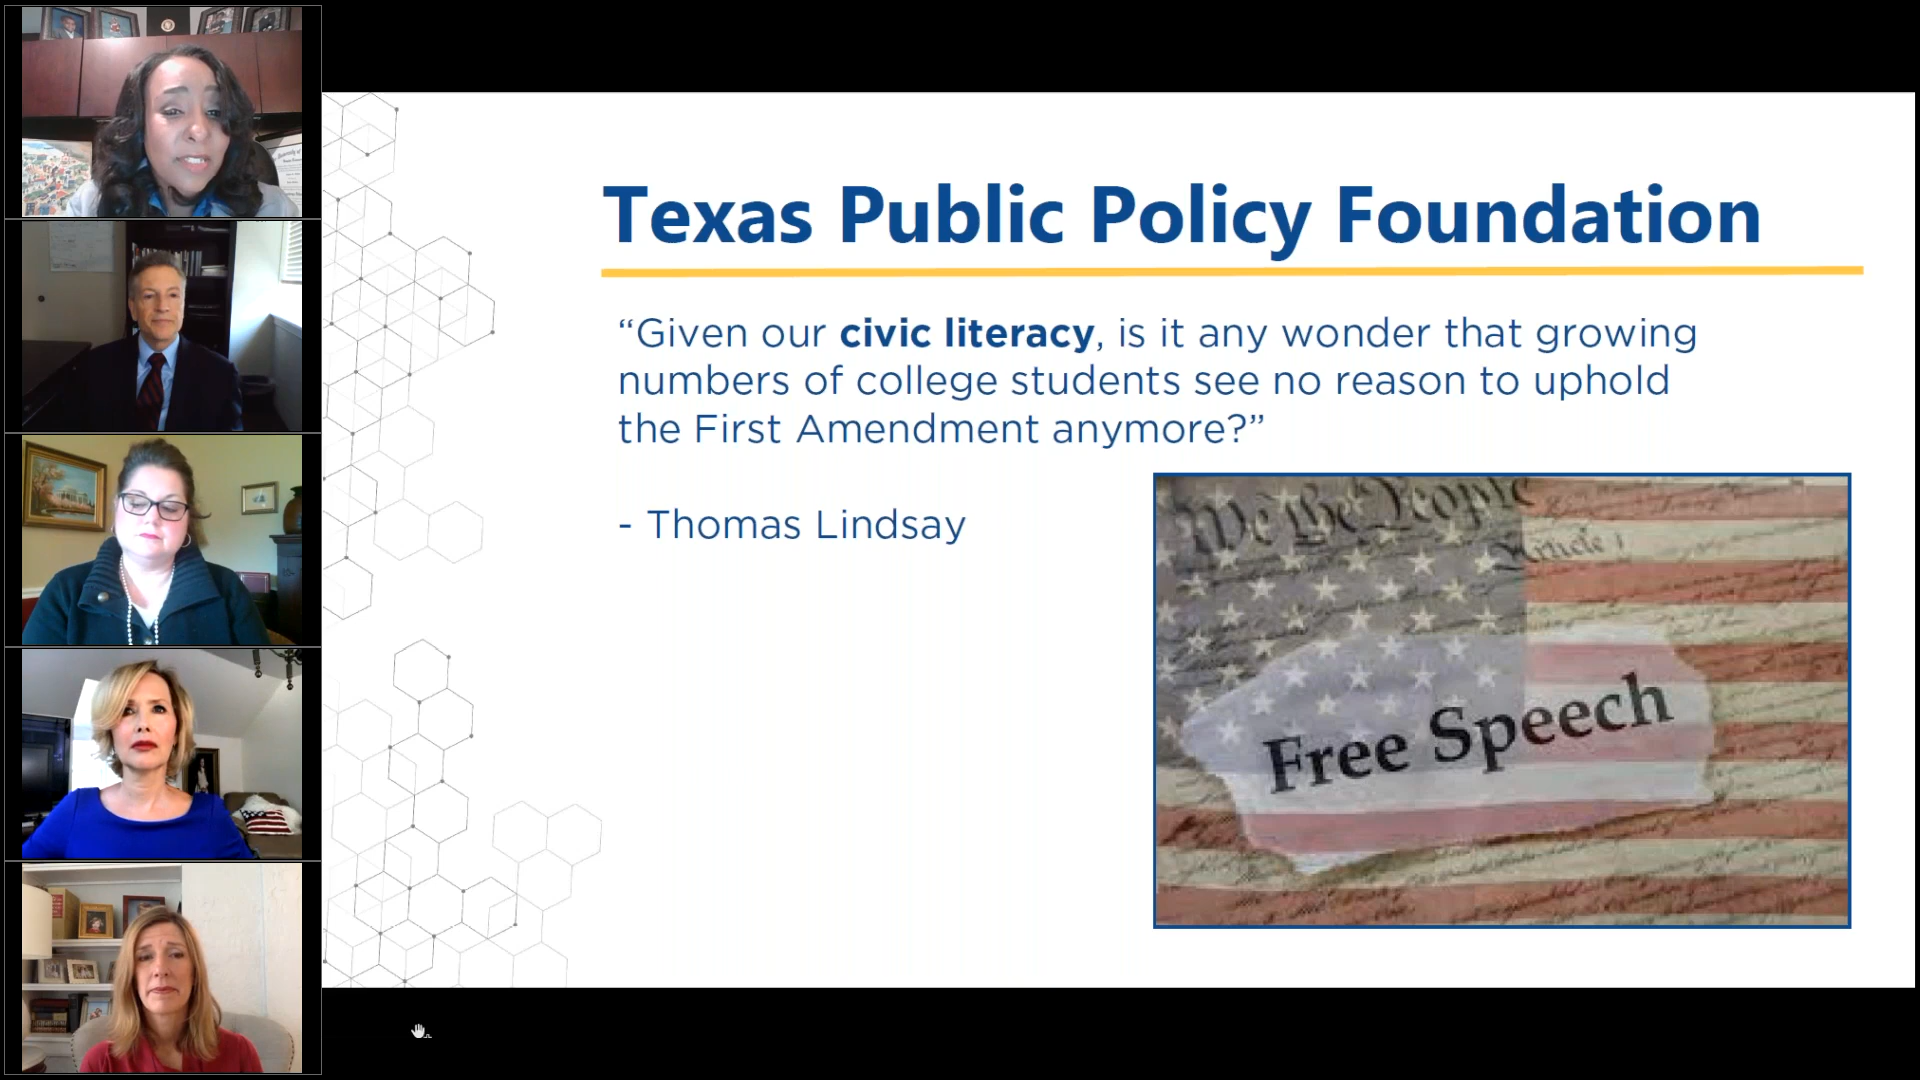 Texas Public Policy Foundation
“Given our civic literacy, is it any wonder that growing
numbers of college students see no reason to uphold
the First Amendment anymore?”
- Thomas Lindsay
We the People
Article I
Free Speech